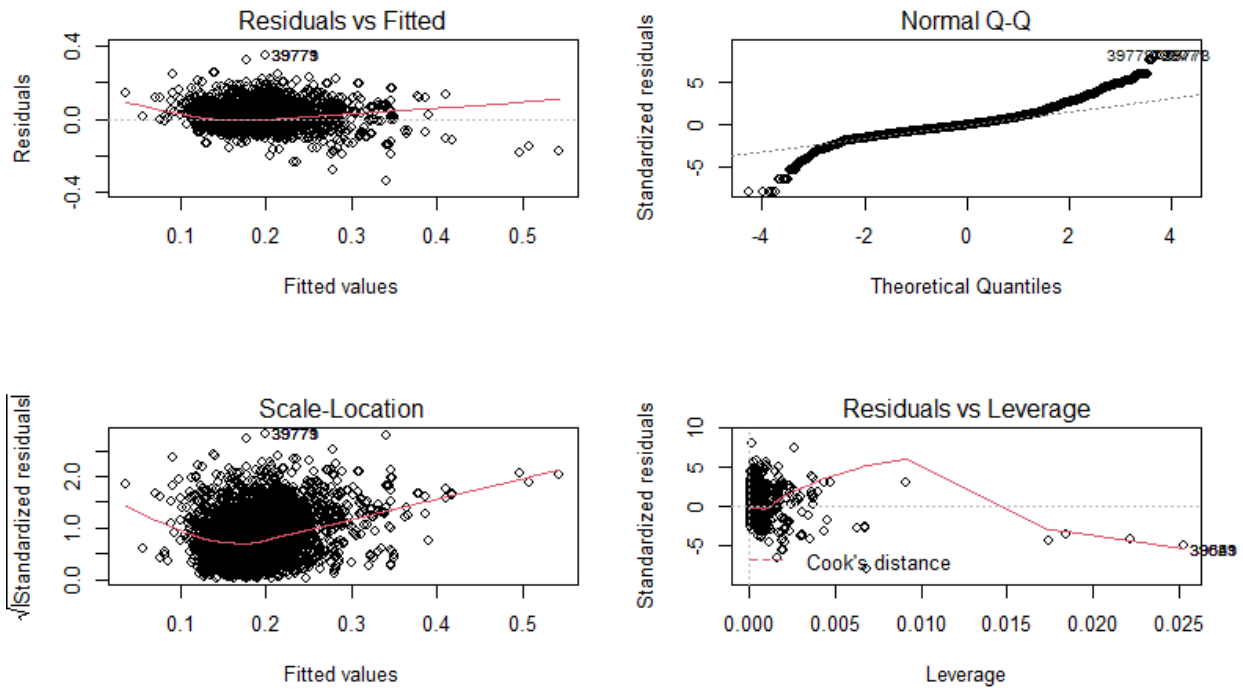 Residuals vs Fitted
Residuals
0.4
0.0
-0.4
0.1 0.2 0.3 0.4 0.5
Fitted values
Normal Q-Q
Standardized residuals
5
0
-5
-4 -2 0 2 4
Theoretical Quantiles
Scale-Location
√|Standardized residuals|
2.0
1.0
0.0
0.1 0.2 0.3 0.4 0.5
Fitted values
Residuals vs Leverage
Standardized residuals
10
5
0
-5
Cook's distance
0.000 0.005 0.010 0.015 0.020 0.025
Leverage